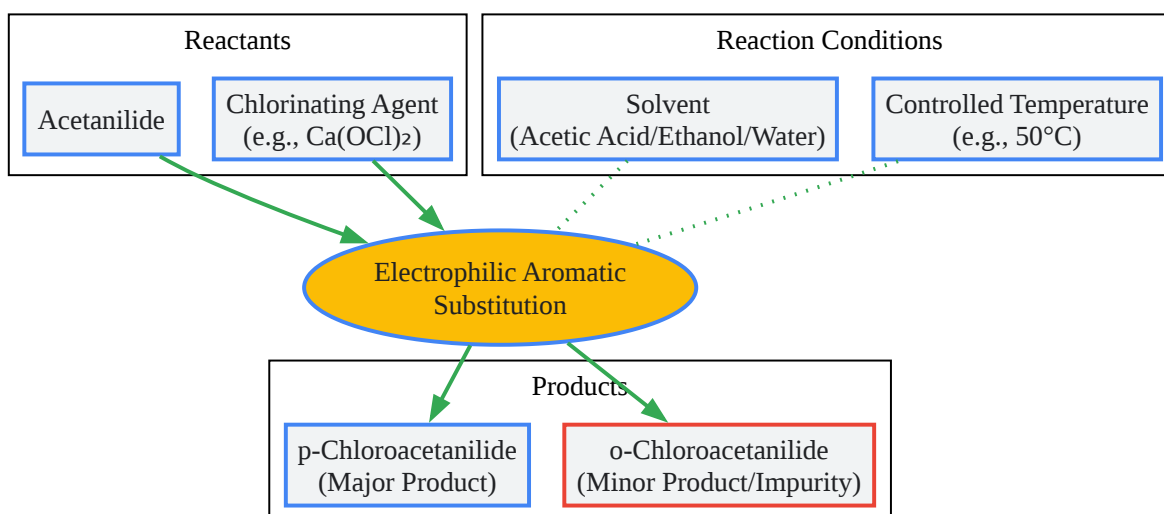 Reactants
Reaction Conditions
Acetanilide
Chlorinating Agent
(e.g., Ca(OCl)₂)
Solvent
(Acetic Acid/Ethanol/Water)
Controlled Temperature
(e.g., 50°C)
Electrophilic Aromatic
Substitution
Products
p-Chloroacetanilide
(Major Product)
o-Chloroacetanilide
(Minor Product/Impurity)